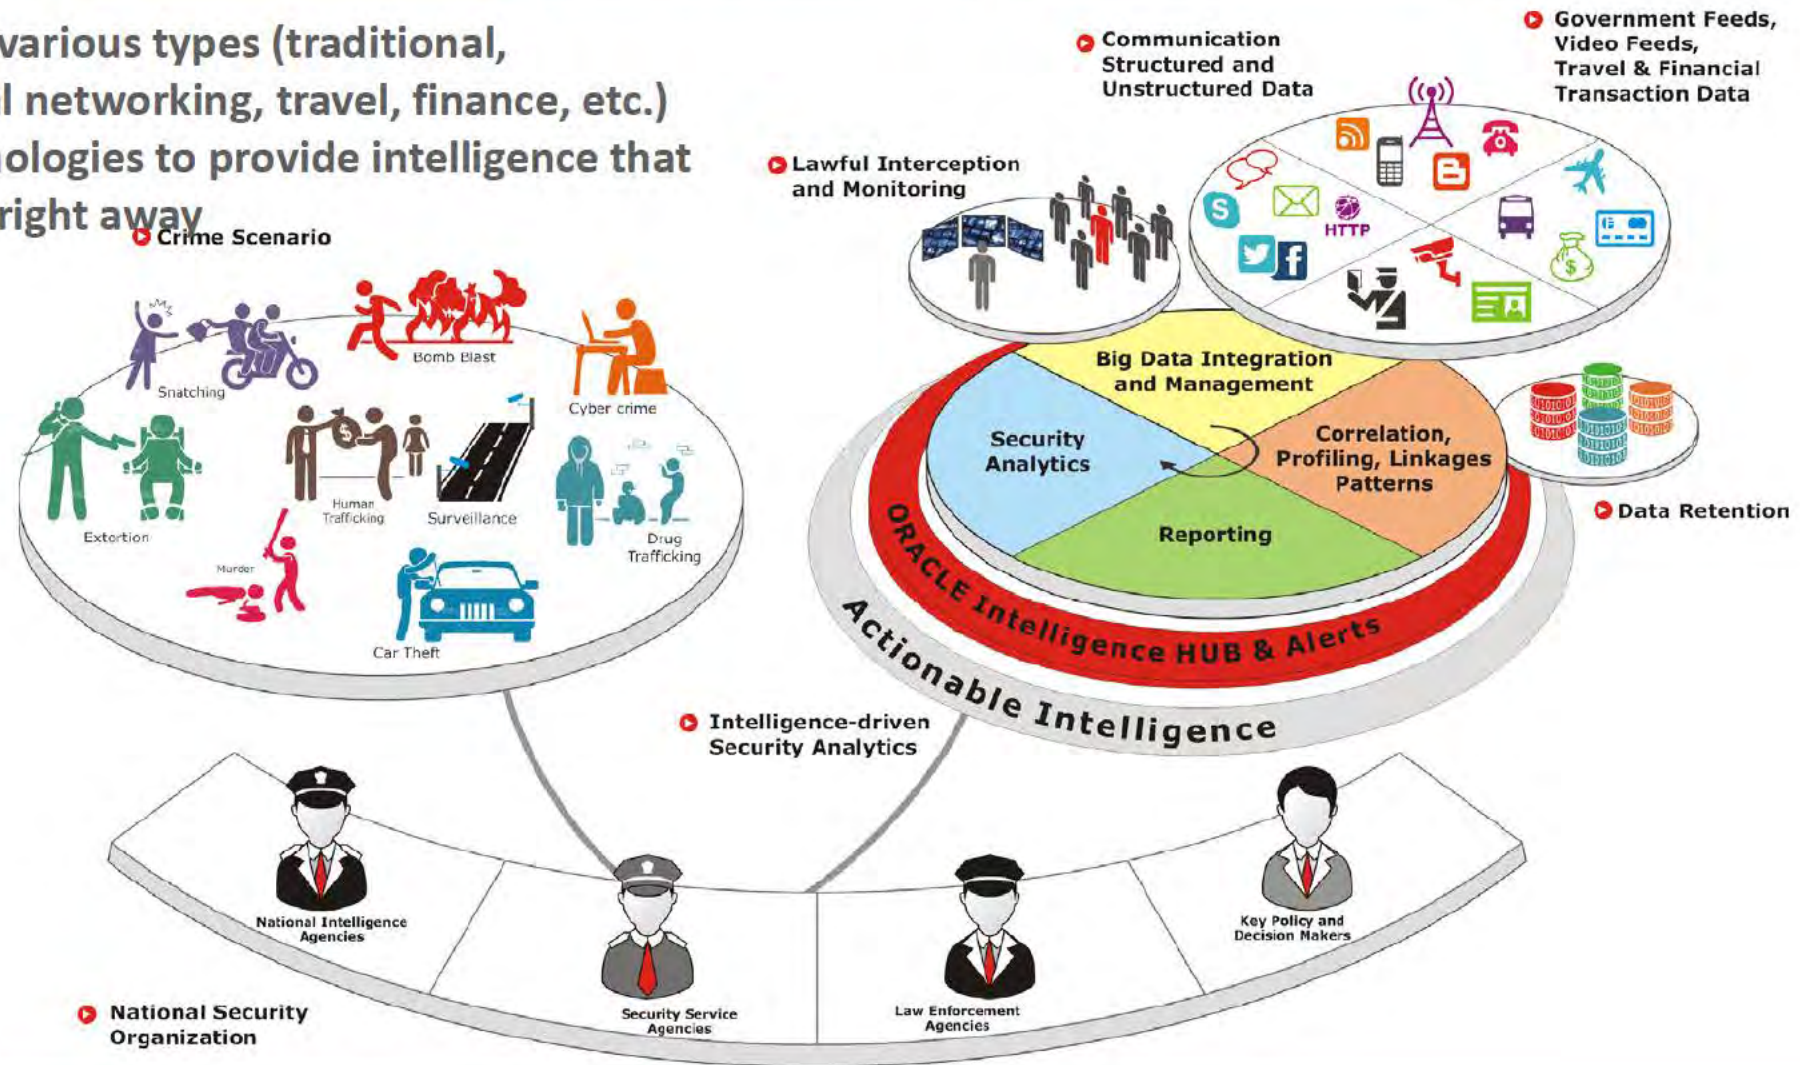 various types (traditional,
l networking, travel, finance, etc.)
nologies to provide intelligence that
right away
Crime Scenario
Snatching
Bomb Blast
Cyber crime
Extortion
Human
Trafficking
Surveillance
Drug
Trafficking
Murder
Car Theft
Communication
Structured and
Unstructured Data
Government Feeds,
Video Feeds,
Travel & Financial
Transaction Data
Lawful Interception
and Monitoring
HTTP
Big Data Integration
and Management
Security
Analytics
Correlation,
Profiling, Linkages
Patterns
Reporting
ORACLE Intelligence HUB & Alerts
Actionable Intelligence
Data Retention
Intelligence-driven
Security Analytics
National Intelligence
Agencies
Security Service
Agencies
Law Enforcement
Agencies
Key Policy and
Decision Makers
National Security
Organization